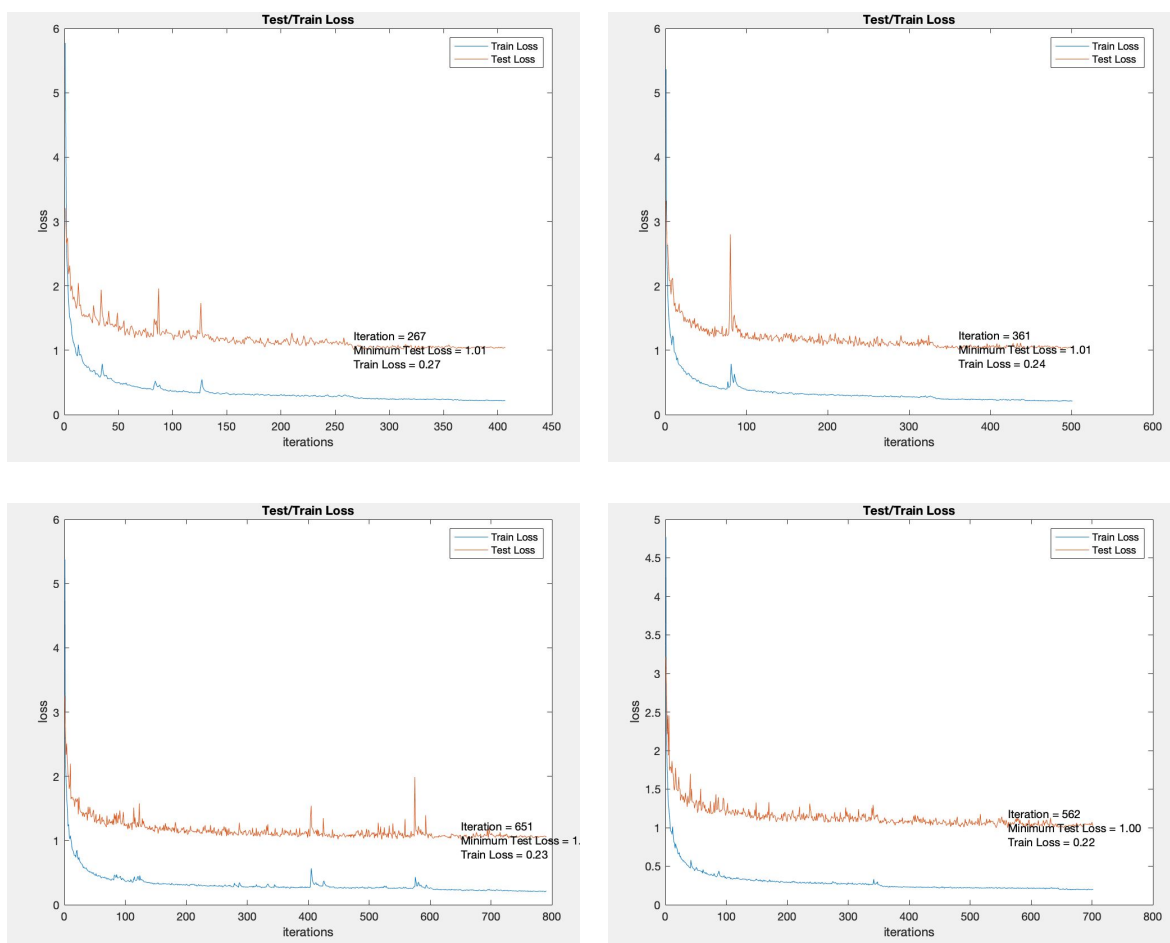 Test/Train Loss
Train Loss
Test Loss
6
5
4
3
2
1
0
loss
Iteration = 267
Minimum Test Loss = 1.01
Train Loss = 0.27
0 50 100 150 200 250 300 350 400 450
iterations
Test/Train Loss
Train Loss
Test Loss
6
5
4
3
2
1
0
loss
Iteration = 361
Minimum Test Loss = 1.01
Train Loss = 0.24
0 100 200 300 400 500 600
iterations
Test/Train Loss
Train Loss
Test Loss
6
5
4
3
2
1
0
loss
Iteration = 651
Minimum Test Loss = 1.
Train Loss = 0.23
0 100 200 300 400 500 600 700 800
iterations
Test/Train Loss
Train Loss
Test Loss
5
4.5
4
3.5
3
2.5
2
1.5
1
0.5
0
loss
Iteration = 562
Minimum Test Loss = 1.00
Train Loss = 0.22
0 100 200 300 400 500 600 700 800
iterations